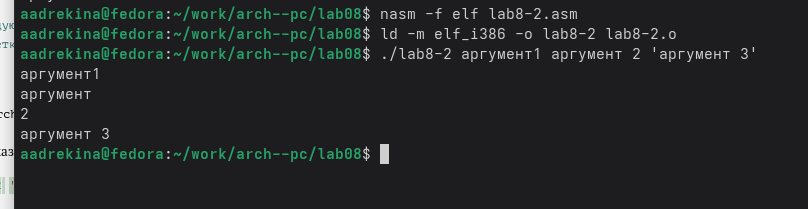 aadrekina@fedora:~/work/arch--pc/lab08$ nasm -f elf lab8-2.asm
aadrekina@fedora:~/work/arch--pc/lab08$ ld -m elf_i386 -o lab8-2 lab8-2.o
aadrekina@fedora:~/work/arch--pc/lab08$ ./lab8-2 аргумент1 аргумент 2 'аргумент 3'
аргумент1
аргумент
2
аргумент 3
aadrekina@fedora:~/work/arch--pc/lab08$